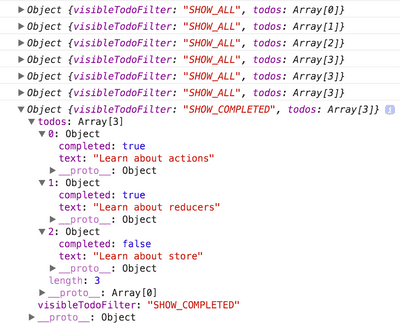 ▶Object {visibleTodoFilter: "SHOW_ALL", todos: Array[0]}
▶Object {visibleTodoFilter: "SHOW_ALL", todos: Array[1]}
▶Object {visibleTodoFilter: "SHOW_ALL", todos: Array[2]}
▶Object {visibleTodoFilter: "SHOW_ALL", todos: Array[3]}
▶Object {visibleTodoFilter: "SHOW_ALL", todos: Array[3]}
▶Object {visibleTodoFilter: "SHOW_ALL", todos: Array[3]}
▼Object {visibleTodoFilter: "SHOW_COMPLETED", todos: Array[3]} i
▼todos: Array[3]
▼0: Object
completed: true
text: "Learn about actions"
▶__proto__: Object
▼1: Object
completed: true
text: "Learn about reducers"
▶__proto__: Object
▼2: Object
completed: false
text: "Learn about store"
▶__proto__: Object
length: 3
▶__proto__: Array[0]
visibleTodoFilter: "SHOW_COMPLETED"
▶__proto__: Object